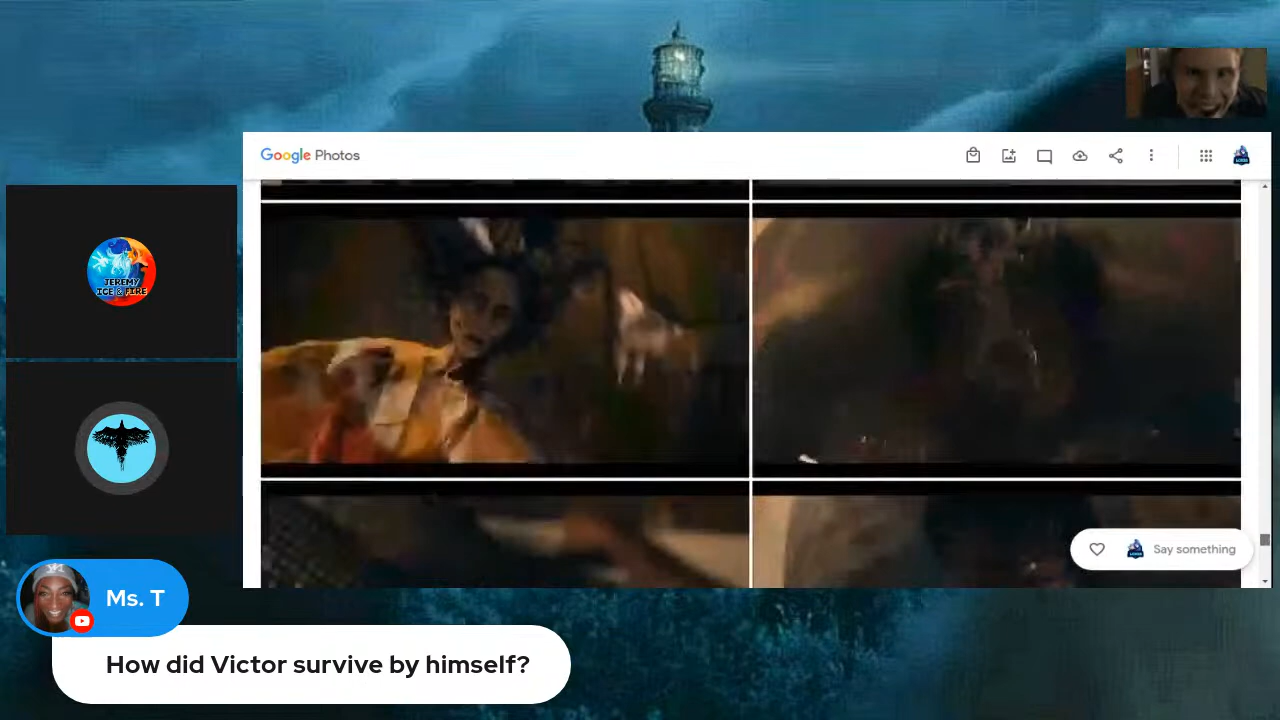 Google Photos
JEREMY
ICE & FIRE
Say something
Ms. T
How did Victor survive by himself?